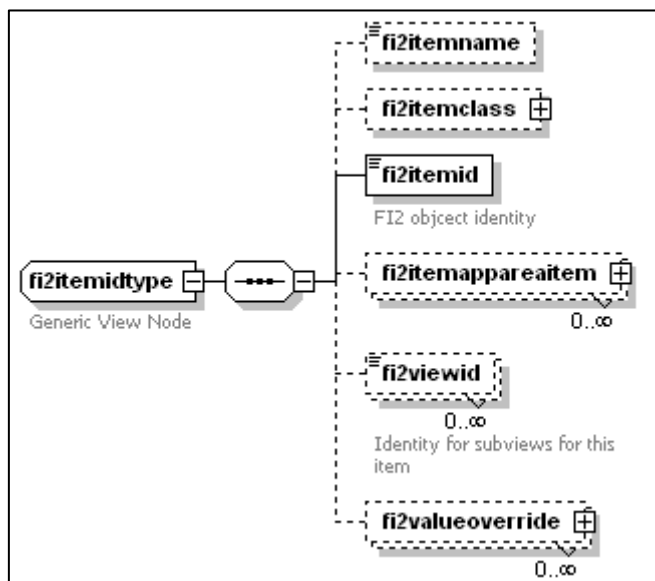 fi2itemname
fi2itemclass
fi2itemid
FI2 objcect identity
fi2itemidtype
Generic View Node
fi2itemappareaitem
0..∞
fi2viewid
0..∞
Identity for subviews for this
item
fi2valueoverride
0..∞